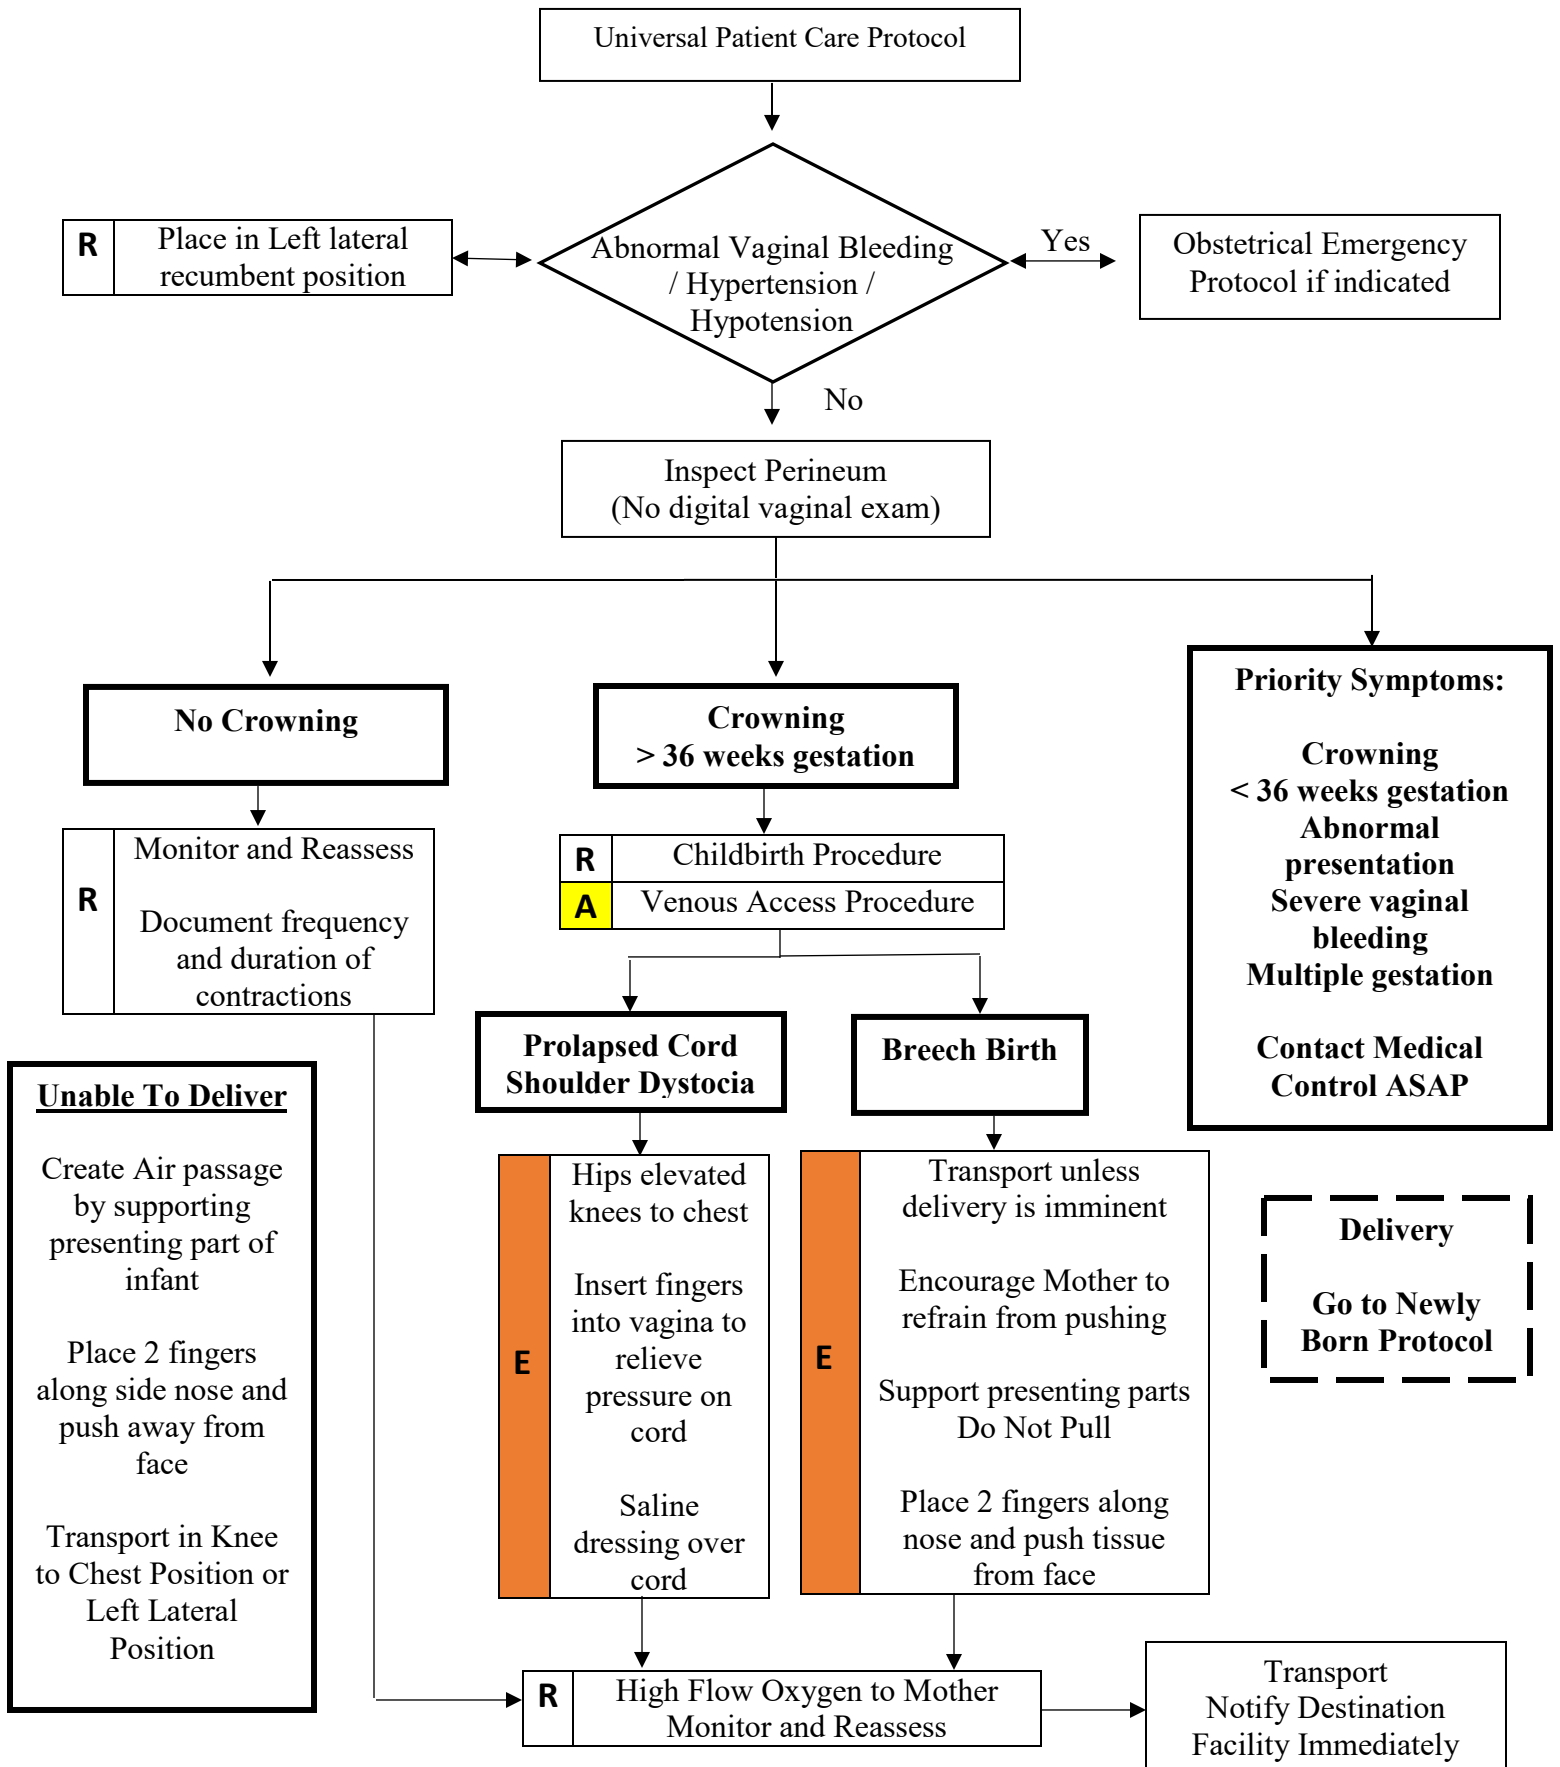 Universal Patient Care Protocol
R
Place in Left lateral
recumbent position
Abnormal Vaginal Bleeding
/ Hypertension /
Hypotension
Yes
Obstetrical Emergency
Protocol if indicated
No
Inspect Perineum
(No digital vaginal exam)
No Crowning
Crowning
> 36 weeks gestation
Priority Symptoms:
Crowning
< 36 weeks gestation
Abnormal
presentation
Severe vaginal
bleeding
Multiple gestation
Contact Medical
Control ASAP
R
Monitor and Reassess
Document frequency
and duration of
contractions
R
Childbirth Procedure
A
Venous Access Procedure
Prolapsed Cord
Shoulder Dystocia
Breech Birth
Unable To Deliver
Create Air passage
by supporting
presenting part of
infant
Place 2 fingers
along side nose and
push away from
face
Transport in Knee
to Chest Position or
Left Lateral
Position
E
Hips elevated
knees to chest
Insert fingers
into vagina to
relieve
pressure on
cord
Saline
dressing over
cord
E
Transport unless
delivery is imminent
Encourage Mother to
refrain from pushing
Support presenting parts
Do Not Pull
Place 2 fingers along
nose and push tissue
from face
Delivery
Go to Newly
Born Protocol
R
High Flow Oxygen to Mother
Monitor and Reassess
Transport
Notify Destination
Facility Immediately